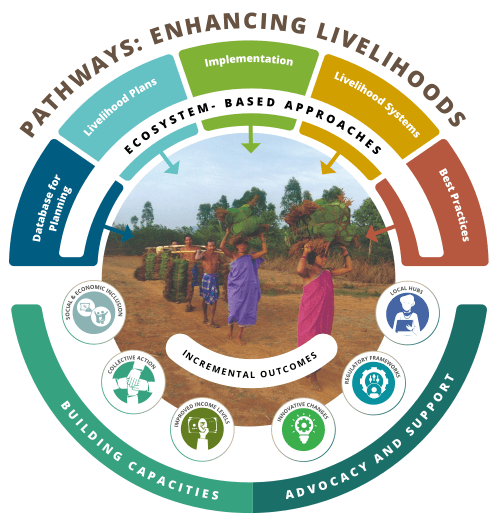 PATHWAYS: ENHANCING LIVELIHOODS
Database for
Planning
Livelihood Plans
Implementation
Livelihood Systems
Best Practices
ECOSYSTEM- BASED APPROACHES
INCREMENTAL OUTCOMES
SOCIAL & ECONOMIC INCLUSION
COLLECTIVE ACTION
IMPROVED INCOME LEVELS
INNOVATIVE CHANGES
REGULATORY FRAMEWORKS
LOCAL HUBS
BUILDING CAPACITIES
ADVOCACY AND SUPPORT